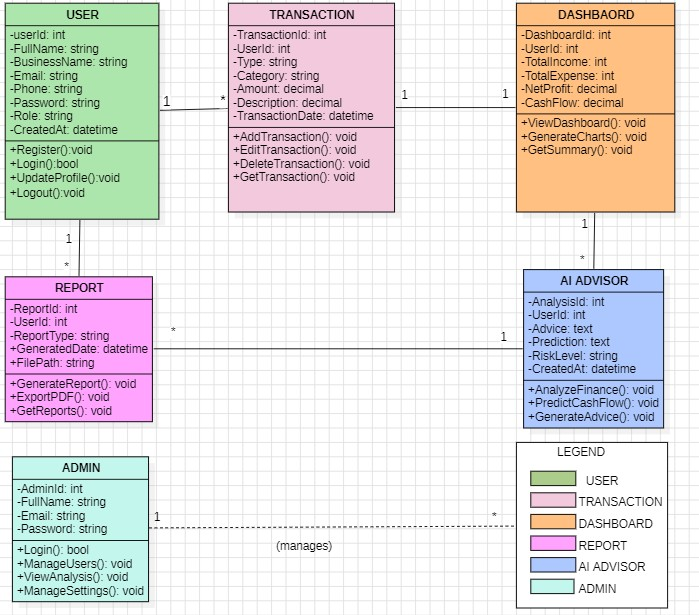 USER
-userId: int
-FullName: string
-BusinessName: string
-Email: string
-Phone: string
-Password: string
-Role: string
-CreatedAt: datetime
+Register():void
+Login():bool
+UpdateProfile():void
+Logout():void
1
*
TRANSACTION
-TransactionId: int
-UserId: int
-Type: string
-Category: string
-Amount: decimal
-Description: decimal
-TransactionDate: datetime
+AddTransaction(): void
+EditTransaction(): void
+DeleteTransaction(): void
+GetTransaction(): void
1
1
DASHBAORD
-DashboardId: int
-UserId: int
-TotalIncome: int
-TotalExpense: int
-NetProfit: decimal
-CashFlow: decimal
+ViewDashboard(): void
+GenerateCharts(): void
+GetSummary(): void
1
*
1
*
REPORT
-ReportId: int
-UserId: int
-ReportType: string
+GeneratedDate: datetime
+FilePath: string
+GenerateReport(): void
+ExportPDF(): void
+GetReports(): void
*
1
AI ADVISOR
-AnalysisId: int
-UserId: int
-Advice: text
-Prediction: text
-RiskLevel: string
-CreatedAt: datetime
+AnalyzeFinance(): void
+PredictCashFlow(): void
+GenerateAdvice(): void
ADMIN
-AdminId: int
-FullName: string
-Email: string
-Password: string
+Login(): bool
+ManageUsers(): void
+ViewAnalysis(): void
+ManageSettings(): void
1
*
(manages)
LEGEND
USER
TRANSACTION
DASHBOARD
REPORT
AI ADVISOR
ADMIN